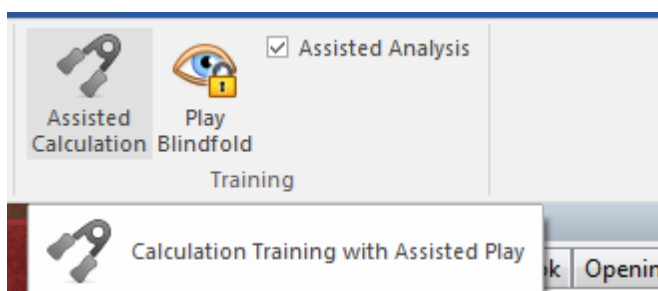 Assisted Analysis
Assisted Play
Calculation Blindfold
Training
Calculation Training with Assisted Play
Openin